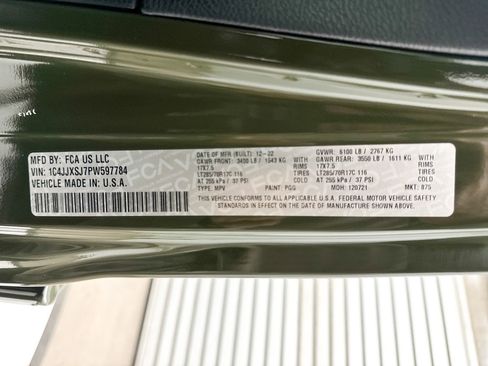 MFD BY: FCA US LLC
VIN: 1C4JJXSJ7PW597784
VEHICLE MADE IN: U.S.A.
DATE OF MFR (BUILT): 12-22 GVWR: 6100 LB / 2767 KG
GAWR FRONT: 3400 LB / 1543 KG WITH GAWR REAR: 3550 LB / 1611 KG WITH
17X7.5 RIMS 17X7.5 RIMS
LT285/70R17C 116 TIRES LT285/70R17C 116 TIRES
AT 255 kPa / 37 PSI COLD AT 255 kPa / 37 PSI COLD
TYPE: MPV PAINT: PGG MDH: 120721 MKT: 875
THIS VEHICLE CONFORMS TO ALL APPLICABLE U.S.A. FEDERAL MOTOR VEHICLE SAFETY
STANDARDS IN EFFECT ON THE DATE OF MANUFACTURE SHOWN ABOVE